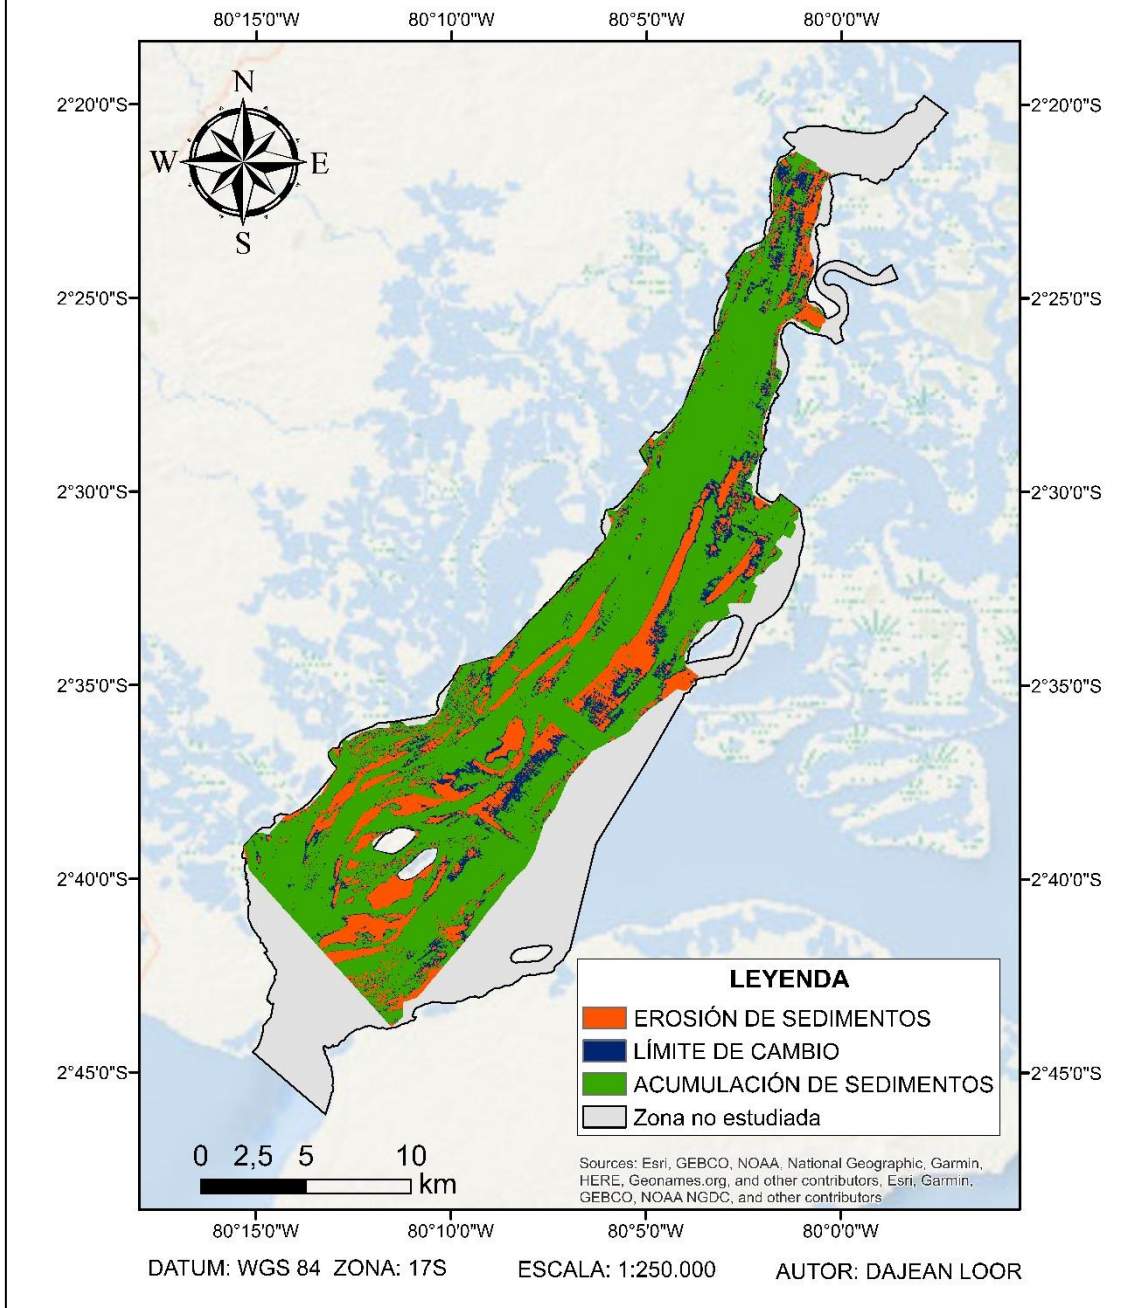 80°15'0"W 80°10'0"W 80°5'0"W 80°0'0"W
N
W E
S
2°20'0"S 2°20'0"S
2°25'0"S 2°25'0"S
2°30'0"S 2°30'0"S
2°35'0"S 2°35'0"S
2°40'0"S 2°40'0"S
2°45'0"S 2°45'0"S
LEYENDA
EROSIÓN DE SEDIMENTOS
LÍMITE DE CAMBIO
ACUMULACIÓN DE SEDIMENTOS
Zona no estudiada
0 2,5 5 10
km
Sources: Esri, GEBCO, NOAA, National Geographic, Garmin,
HERE, Geonames.org, and other contributors, Esri, Garmin,
GEBCO, NOAA NGDC, and other contributors
80°15'0"W 80°10'0"W 80°5'0"W 80°0'0"W
DATUM: WGS 84 ZONA: 17S ESCALA: 1:250.000 AUTOR: DAJEAN LOOR